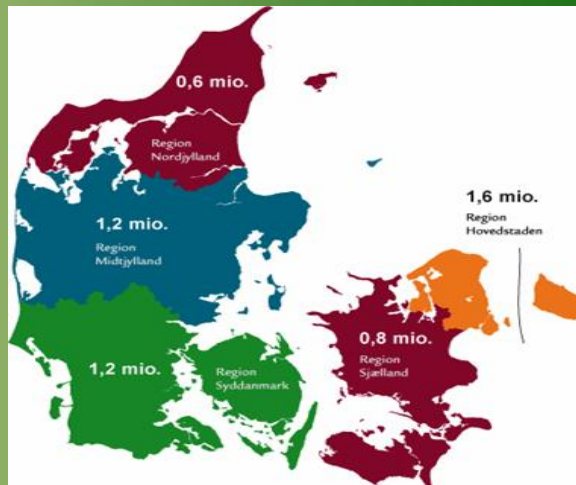 0,6 mio.
Region
Nordjylland
1,2 mio.
Region
Midtjylland
1,6 mio.
Region
Hovedstaden
0,8 mio.
Region
Sjælland
1,2 mio.
Region
Syddanmark